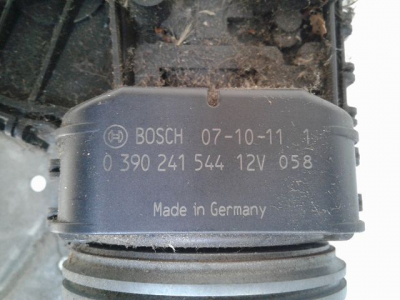 BOSCH 07-10-11 1
0 390 241 544 12V 058
Made in Germany